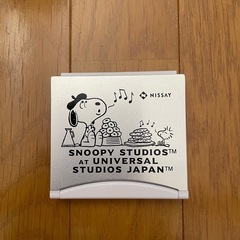 NISSAY
SNOOPY STUDIOS™
AT UNIVERSAL
STUDIOS JAPAN™